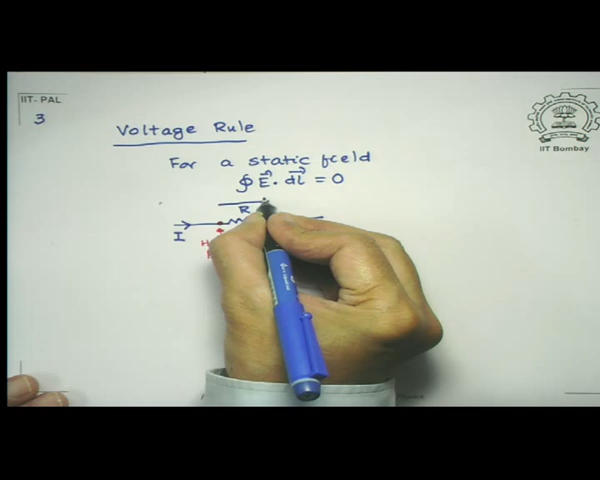 IIT- PAL
3
IIT Bombay
Voltage Rule
For a static field
∮ E⃗ · dl⃗ = 0
R
I
H